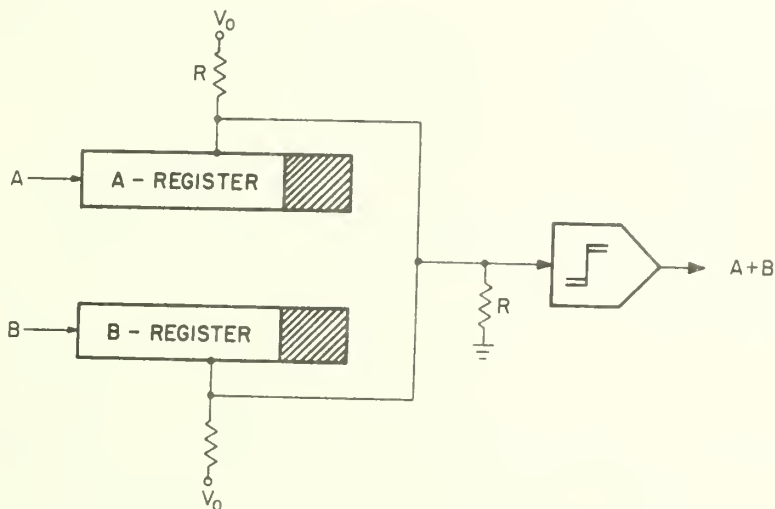 V₀
R
A
A - REGISTER
A+B
R
B
B - REGISTER
V₀